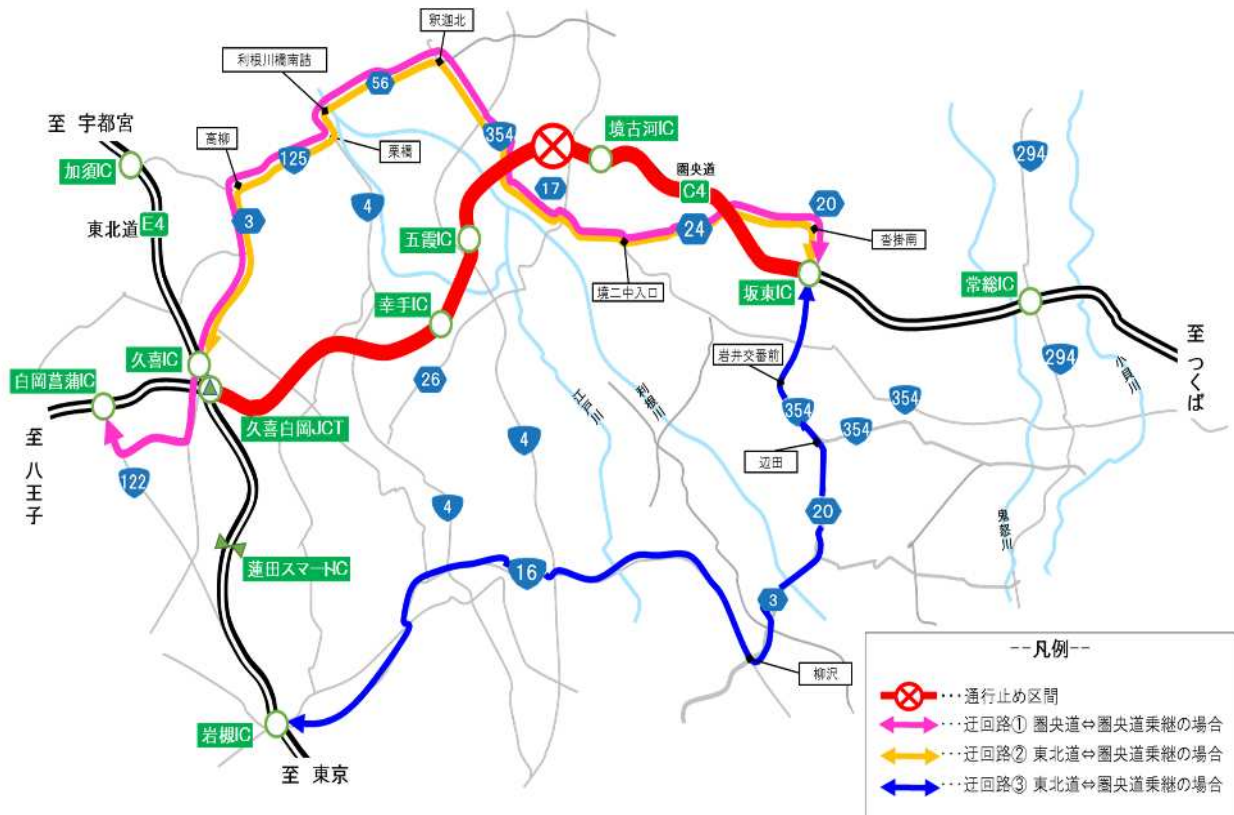 釈迦北
利根川橋南詰
56
至 宇都宮
高柳
354
境古河IC
294
加須IC
125
栗橋
圏央道
C4
17
東北道
E4
3
4
24
20
沓掛南
五霞IC
境二中入口
坂東IC
常総IC
幸手IC
至 つくば
岩井交番前
294
小貝川
久喜IC
白岡菖蒲IC
26
江戸川
利根川
354
354
354
久喜白岡JCT
4
辺田
至 八王子
122
4
20
鬼怒川
蓮田スマートIC
16
3
柳沢
岩槻IC
至 東京
--凡例--
・・・通行止め区間
・・・迂回路① 圏央道⇔圏央道乗継の場合
・・・迂回路② 東北道⇔圏央道乗継の場合
・・・迂回路③ 東北道⇔圏央道乗継の場合